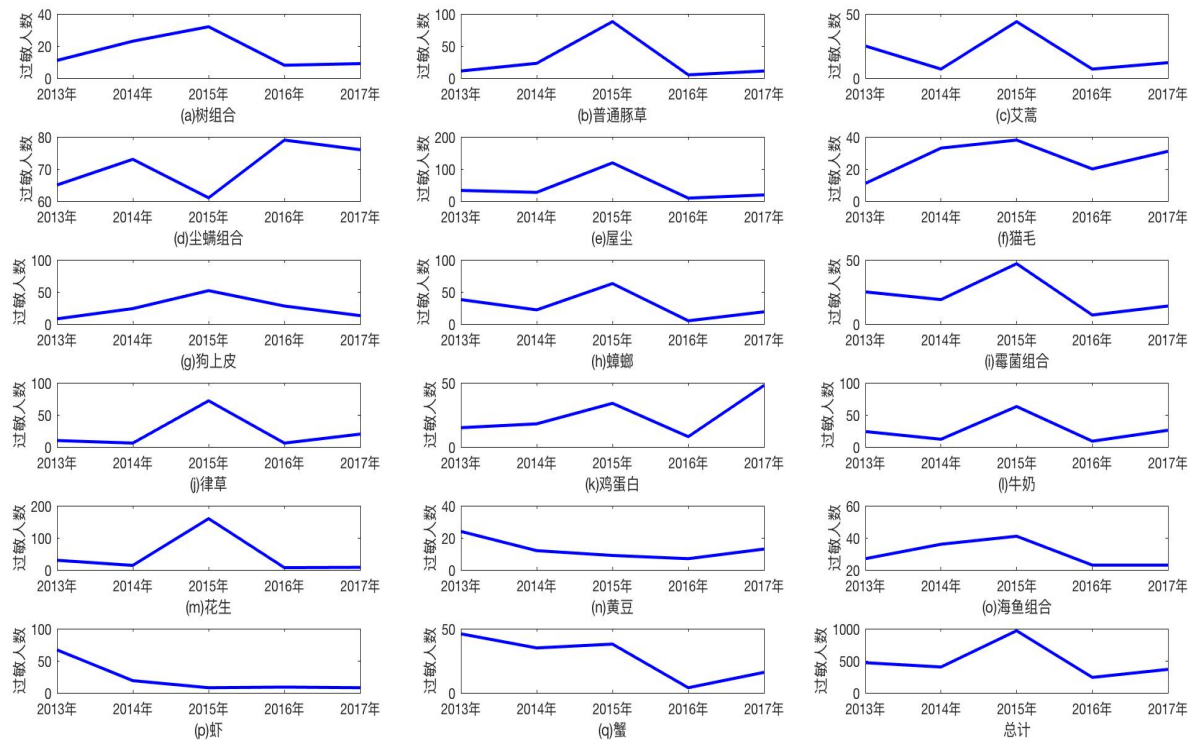 过敏人数
40
20
0
2013年 2014年 2015年 2016年 2017年
(a)树组合
过敏人数
100
50
0
2013年 2014年 2015年 2016年 2017年
(b)普通豚草
过敏人数
50
0
2013年 2014年 2015年 2016年 2017年
(c)艾蒿
过敏人数
80
70
60
2013年 2014年 2015年 2016年 2017年
(d)尘螨组合
过敏人数
200
100
0
2013年 2014年 2015年 2016年 2017年
(e)屋尘
过敏人数
40
20
0
2013年 2014年 2015年 2016年 2017年
(f)猫毛
过敏人数
100
50
0
2013年 2014年 2015年 2016年 2017年
(g)狗上皮
过敏人数
100
50
0
2013年 2014年 2015年 2016年 2017年
(h)蟑螂
过敏人数
50
0
2013年 2014年 2015年 2016年 2017年
(i)霉菌组合
过敏人数
100
50
0
2013年 2014年 2015年 2016年 2017年
(j)律草
过敏人数
50
0
2013年 2014年 2015年 2016年 2017年
(k)鸡蛋白
过敏人数
100
50
0
2013年 2014年 2015年 2016年 2017年
(l)牛奶
过敏人数
200
100
0
2013年 2014年 2015年 2016年 2017年
(m)花生
过敏人数
40
20
0
2013年 2014年 2015年 2016年 2017年
(n)黄豆
过敏人数
60
40
20
2013年 2014年 2015年 2016年 2017年
(o)海鱼组合
过敏人数
100
50
0
2013年 2014年 2015年 2016年 2017年
(p)虾
过敏人数
50
0
2013年 2014年 2015年 2016年 2017年
(q)蟹
过敏人数
1000
500
0
2013年 2014年 2015年 2016年 2017年
总计